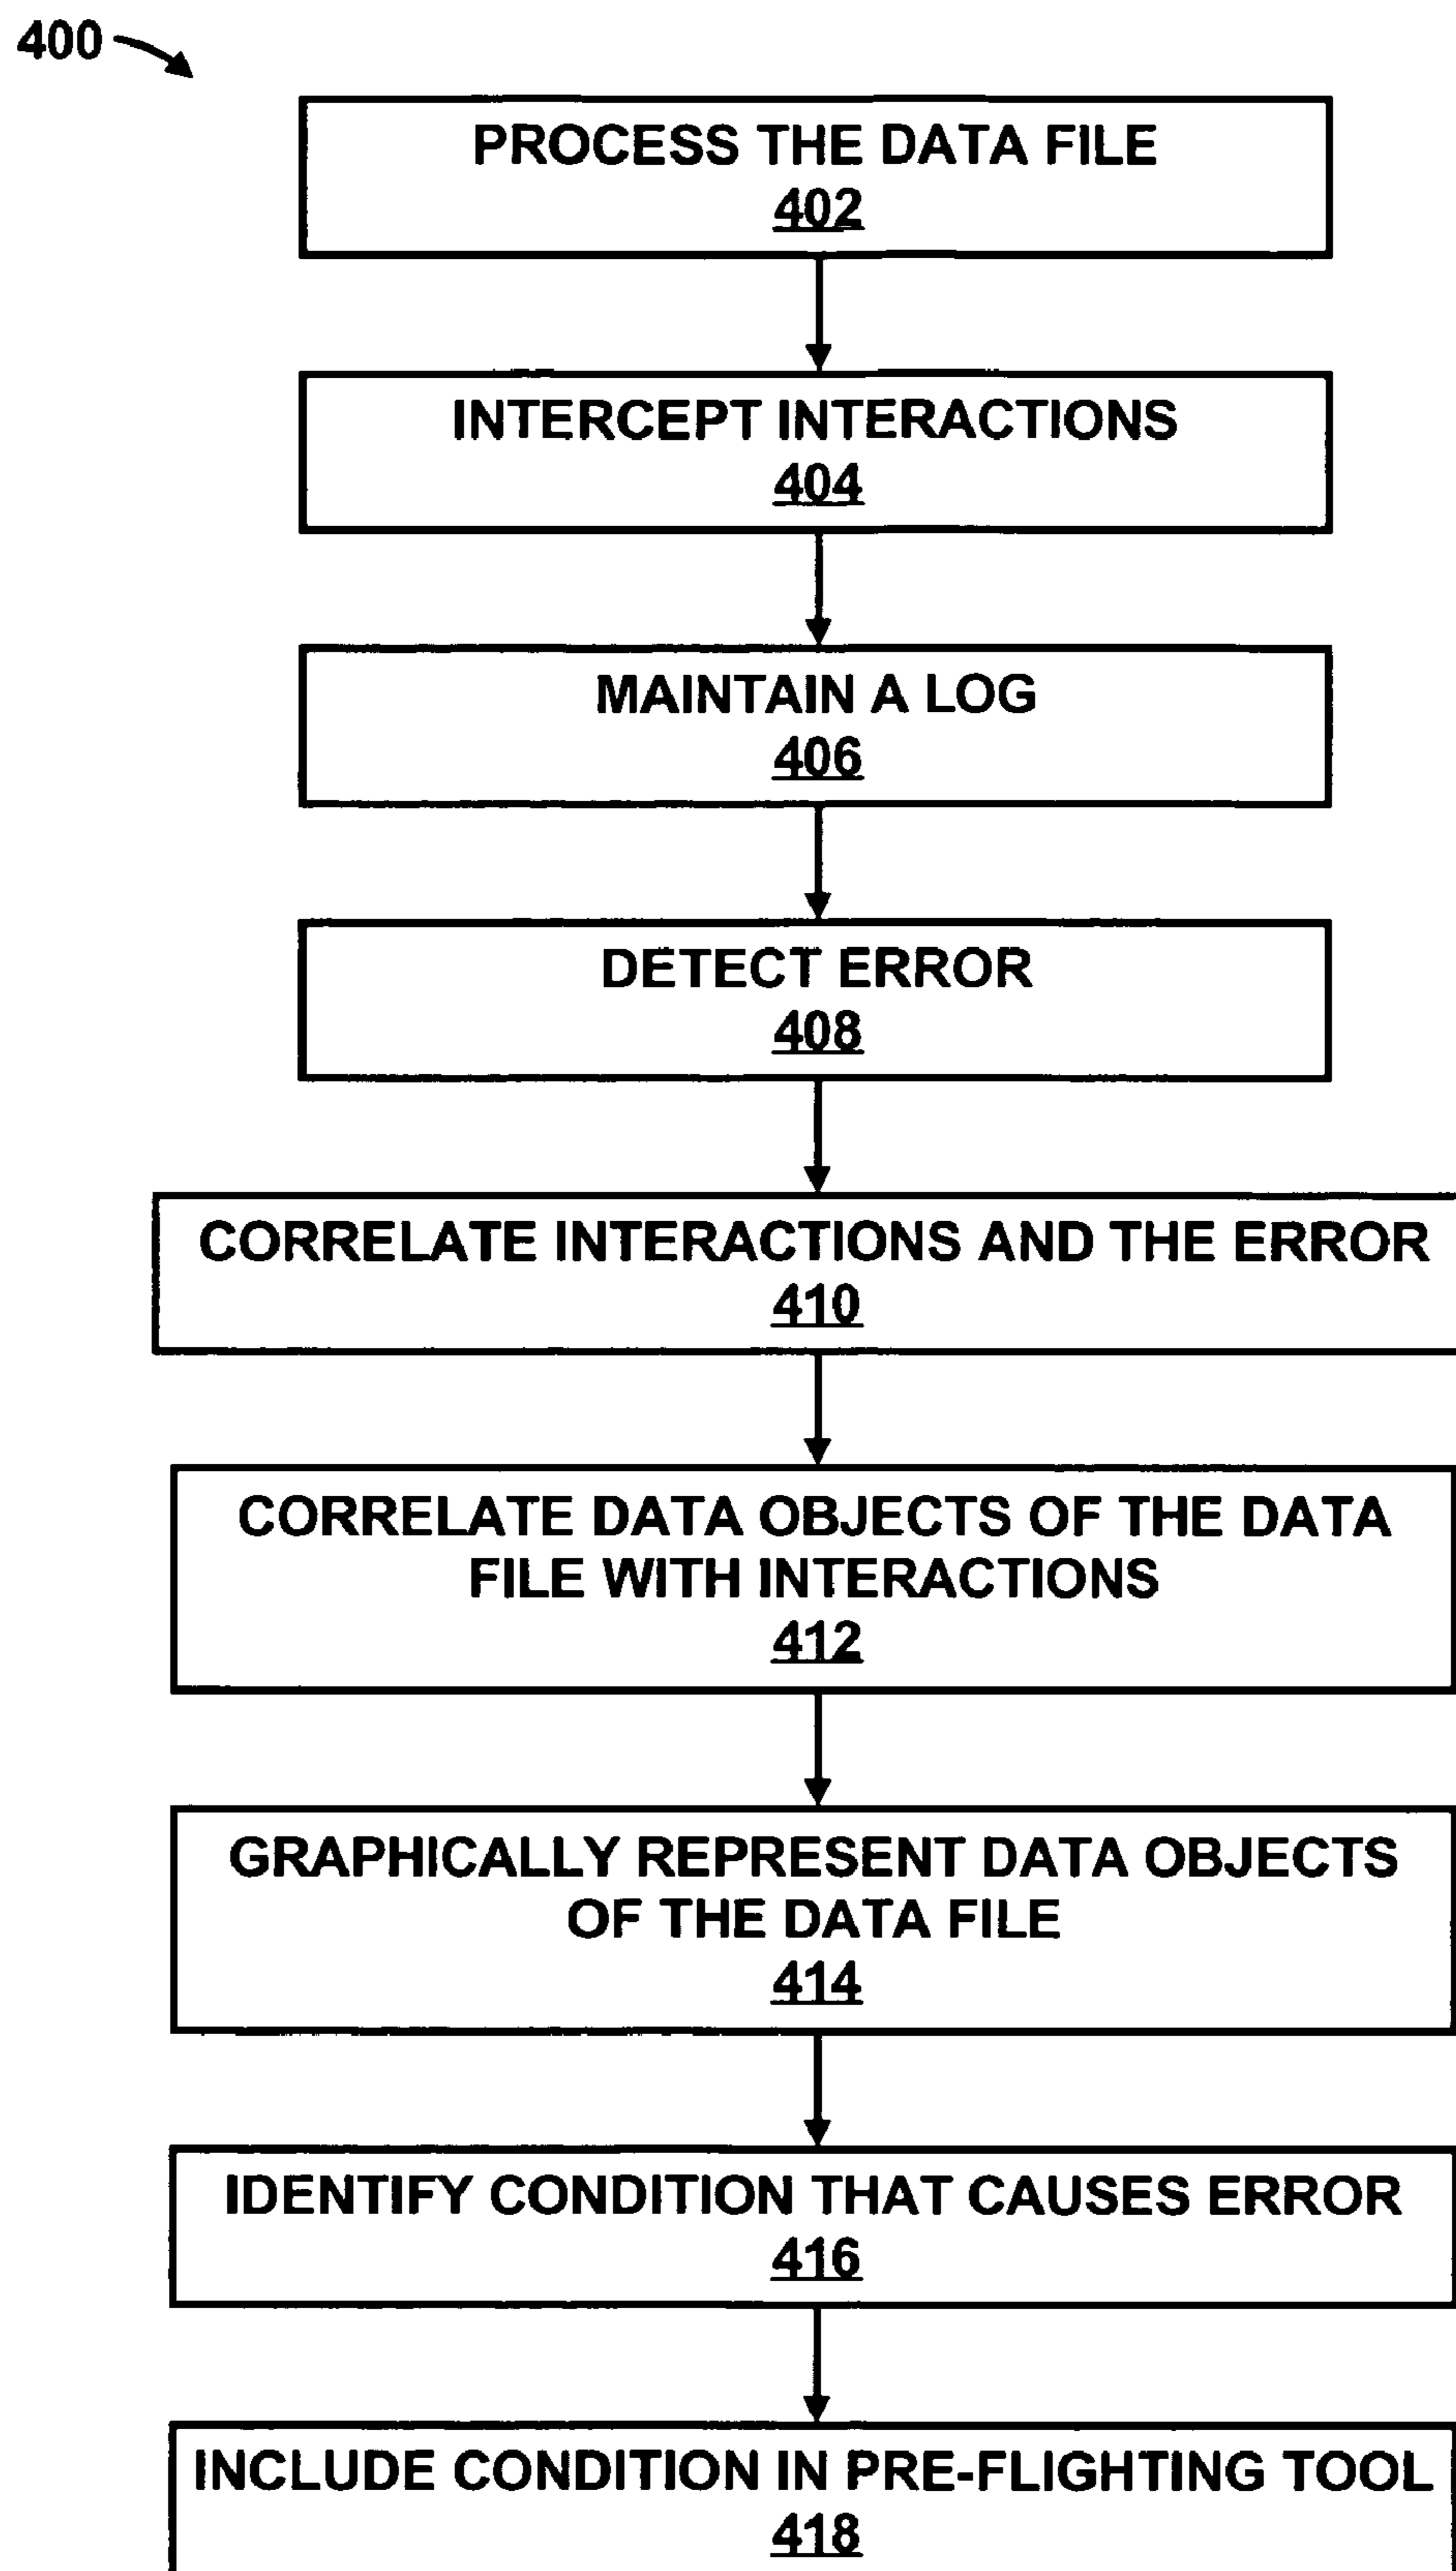 400
PROCESS THE DATA FILE
402
INTERCEPT INTERACTIONS
404
MAINTAIN A LOG
406
DETECT ERROR
408
CORRELATE INTERACTIONS AND THE ERROR
410
CORRELATE DATA OBJECTS OF THE DATA
FILE WITH INTERACTIONS
412
GRAPHICALLY REPRESENT DATA OBJECTS
OF THE DATA FILE
414
IDENTIFY CONDITION THAT CAUSES ERROR
416
INCLUDE CONDITION IN PRE-FLIGHTING TOOL
418